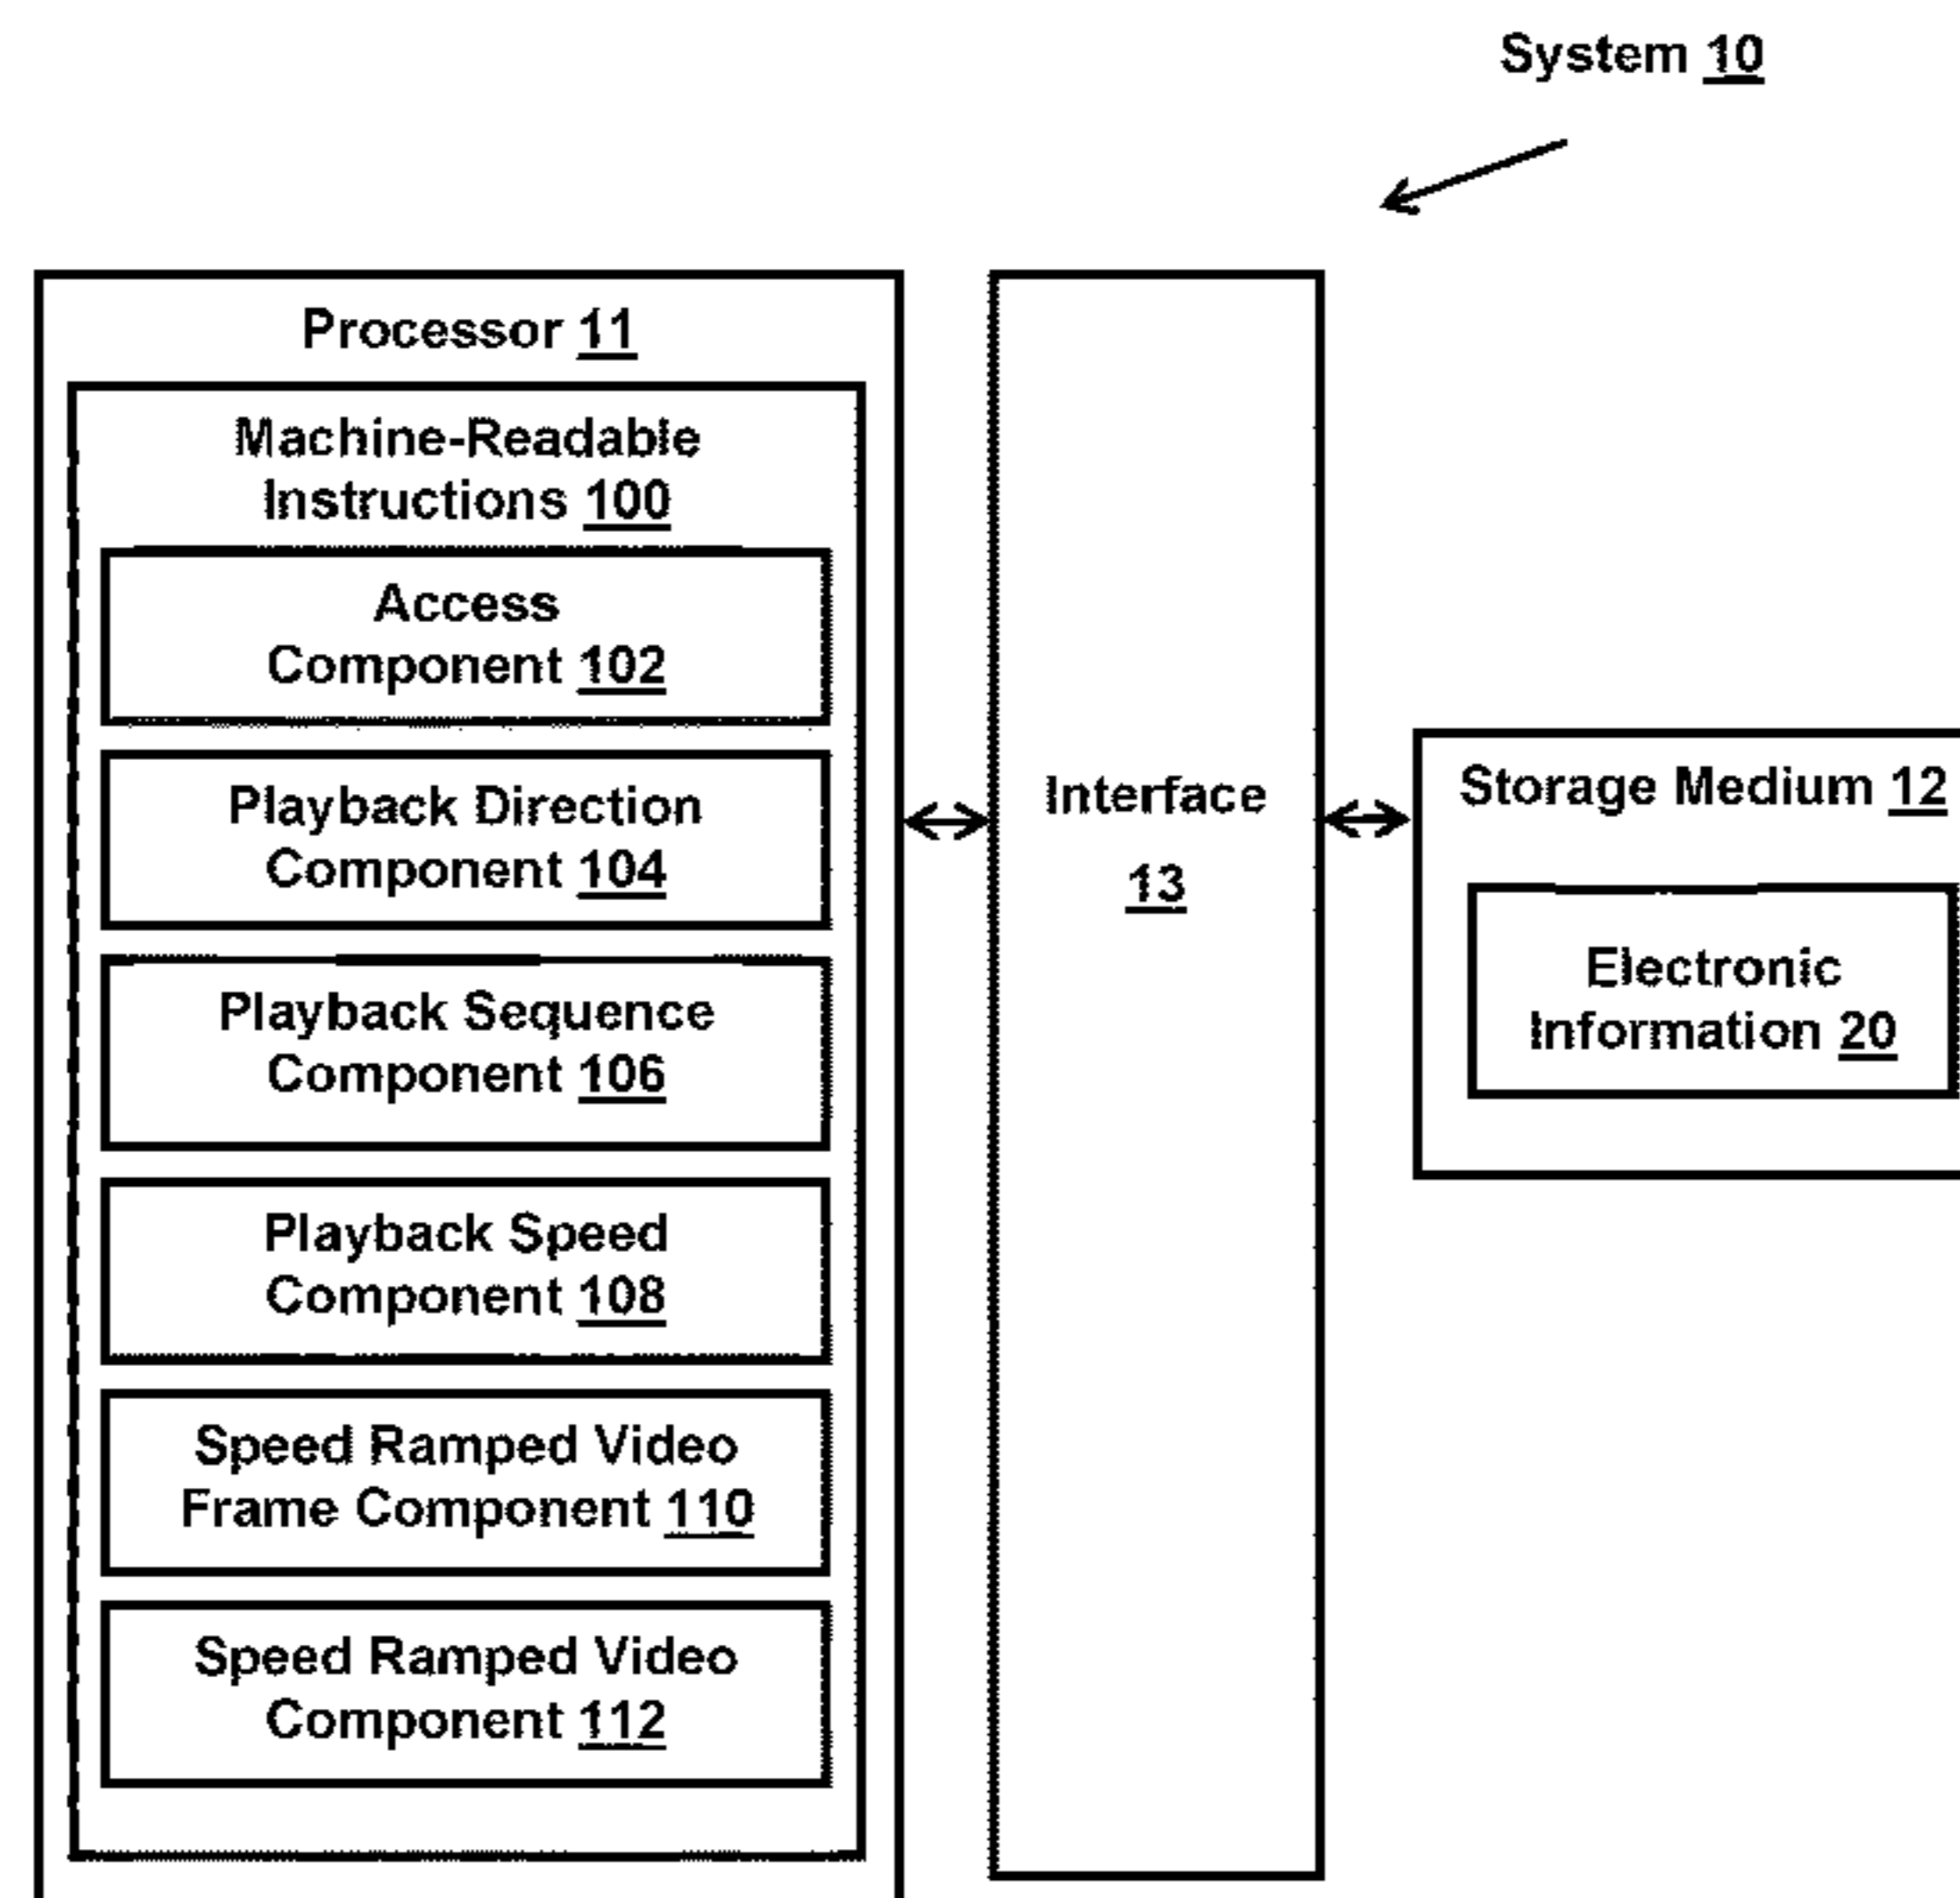 System 10
Processor 11
Machine-Readable
Instructions 100
Access
Component 102
Playback Direction
Component 104
Playback Sequence
Component 106
Playback Speed
Component 108
Speed Ramped Video
Frame Component 110
Speed Ramped Video
Component 112
Interface
13
Storage Medium 12
Electronic
Information 20